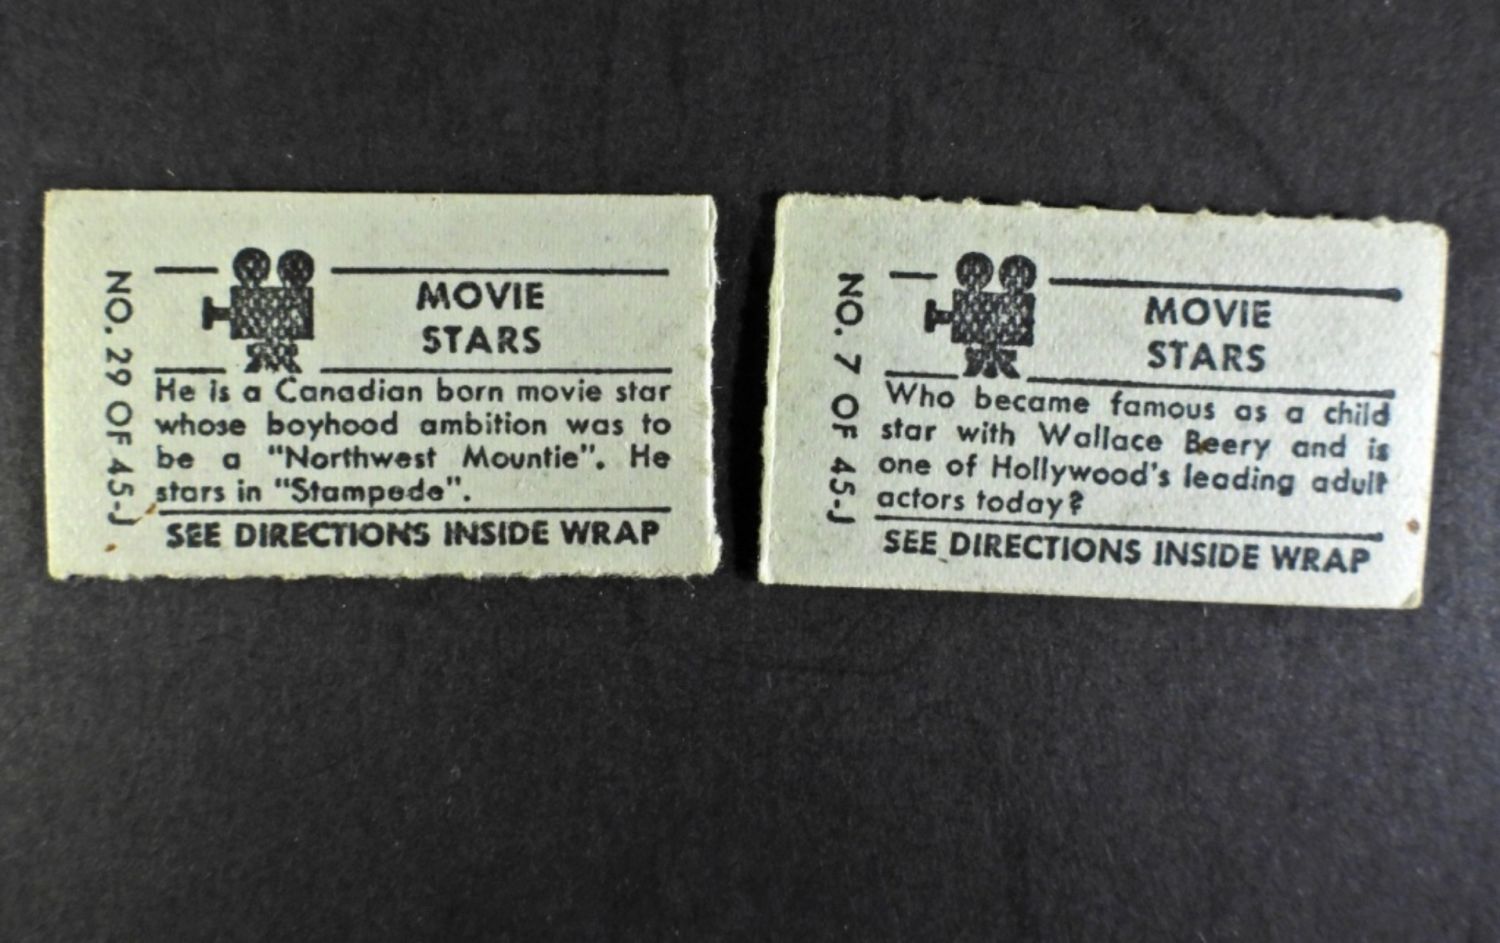 NO. 29 OF 45-J
MOVIE
STARS
He is a Canadian born movie star
whose boyhood ambition was to
be a "Northwest Mountie". He
stars in "Stampede".
SEE DIRECTIONS INSIDE WRAP
NO. 7 OF 45-J
MOVIE
STARS
Who became famous as a child
star with Wallace Beery and is
one of Hollywood's leading adult
actors today?
SEE DIRECTIONS INSIDE WRAP